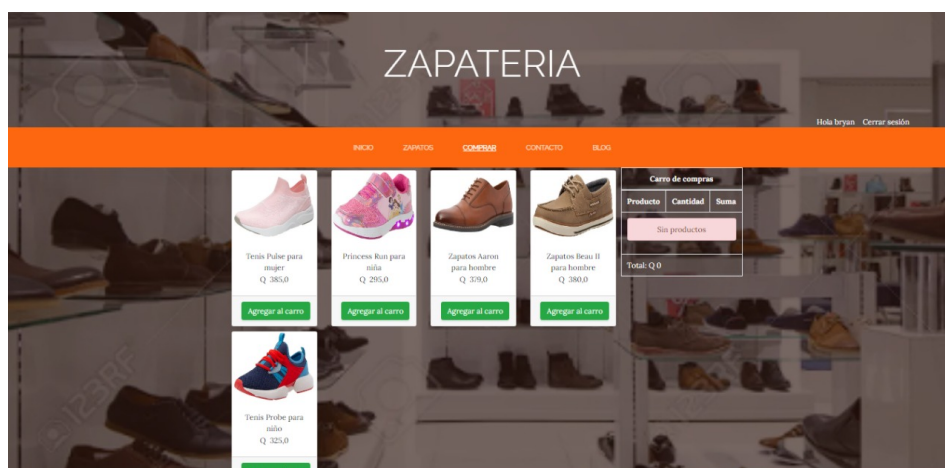 ZAPATERIA
Hola bryan Cerrar sesión
INICIO ZAPATOS COMPRAR CONTACTO BLOG
Tenis Pulse para
mujer
Q 385,0
Agregar al carro
Princess Run para
niña
Q 295,0
Agregar al carro
Zapatos Aaron
para hombre
Q 379,0
Agregar al carro
Zapatos Beau II
para hombre
Q 380,0
Agregar al carro
Carro de compras
Producto Cantidad Suma
Sin productos
Total: Q 0
Tenis Probe para
niño
Q 325,0
123RF